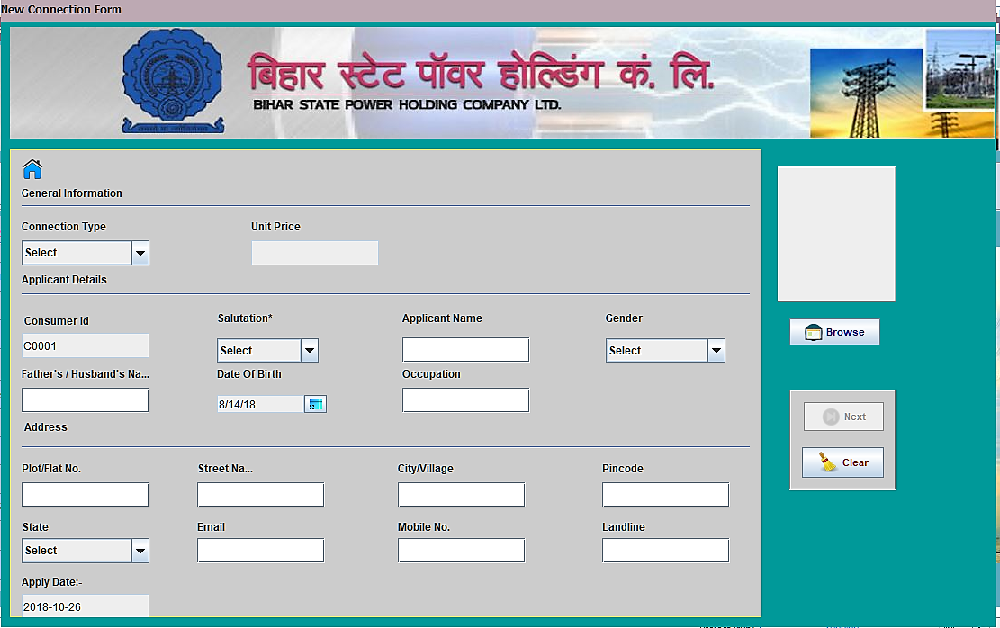 New Connection Form
बिहार स्टेट पॉवर होल्डिंग कं. लि.
BIHAR STATE POWER HOLDING COMPANY LTD.
General Information
Connection Type Unit Price
Select
Applicant Details
Consumer Id Salutation* Applicant Name Gender
C0001 Select Select
Father's / Husband's Na... Date Of Birth Occupation
8/14/18
Address
Plot/Flat No. Street Na... City/Village Pincode
State Email Mobile No. Landline
Select
Apply Date:-
2018-10-26
Browse
Next
Clear